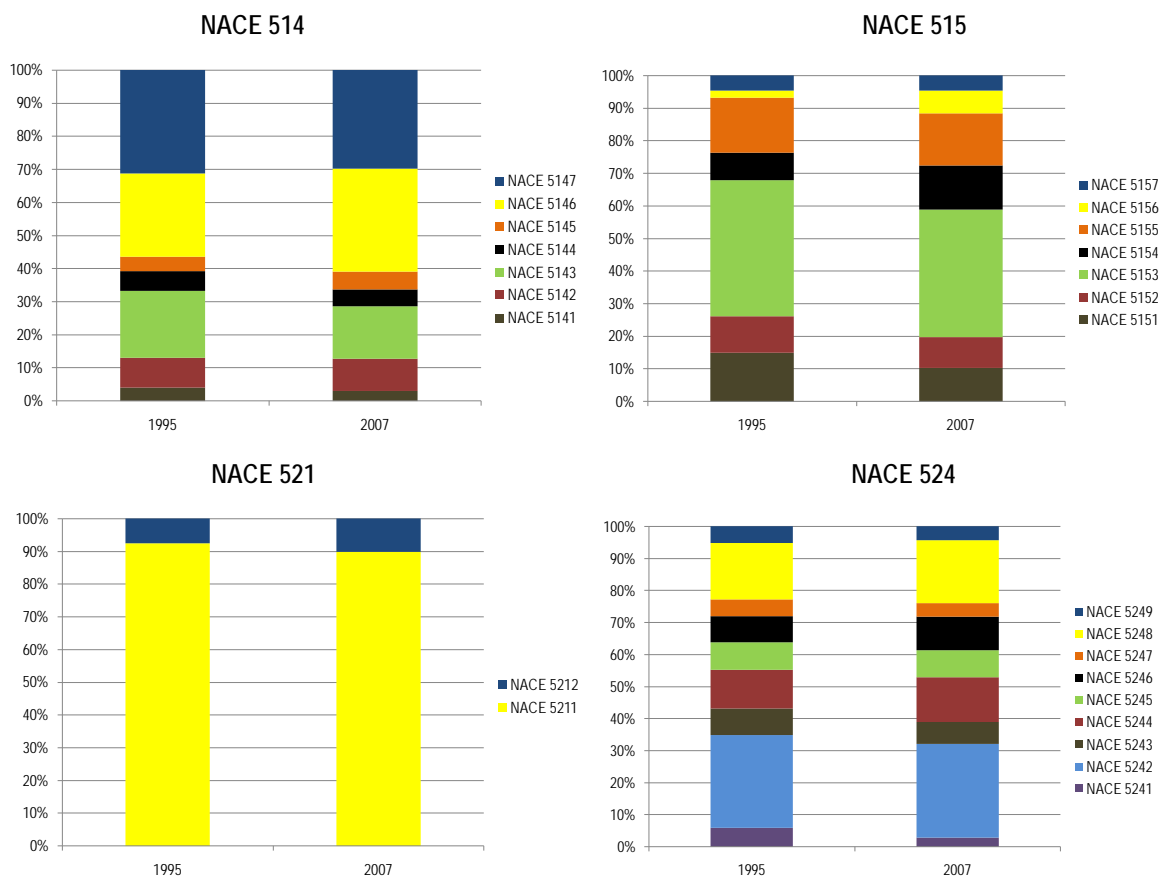 NACE 514
100%
90%
80%
70%
60%
50%
40%
30%
20%
10%
0%
1995 2007
NACE 5147
NACE 5146
NACE 5145
NACE 5144
NACE 5143
NACE 5142
NACE 5141
NACE 515
100%
90%
80%
70%
60%
50%
40%
30%
20%
10%
0%
1995 2007
NACE 5157
NACE 5156
NACE 5155
NACE 5154
NACE 5153
NACE 5152
NACE 5151
NACE 521
100%
90%
80%
70%
60%
50%
40%
30%
20%
10%
0%
1995 2007
NACE 5212
NACE 5211
NACE 524
100%
90%
80%
70%
60%
50%
40%
30%
20%
10%
0%
1995 2007
NACE 5249
NACE 5248
NACE 5247
NACE 5246
NACE 5245
NACE 5244
NACE 5243
NACE 5242
NACE 5241